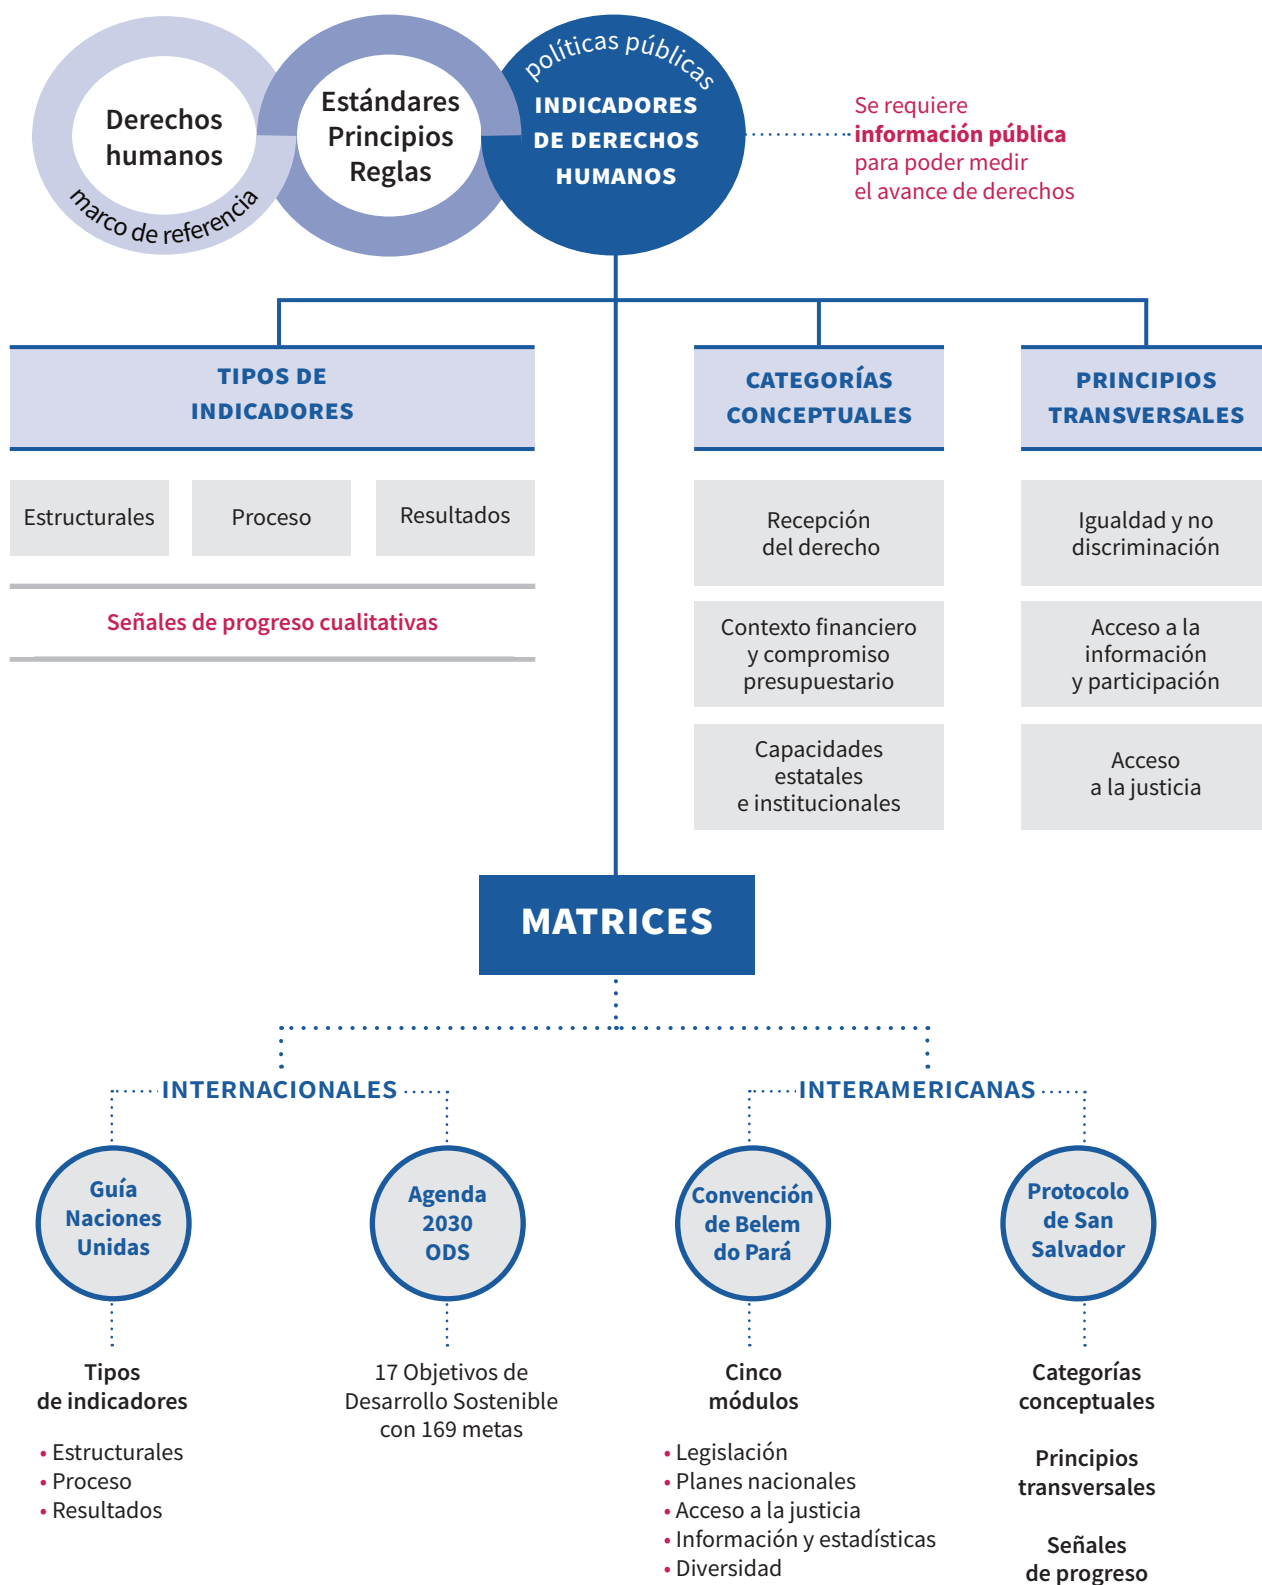 Derechos
humanos
marco de referencia
Estándares
Principios
Reglas
políticas públicas
INDICADORES
DE DERECHOS
HUMANOS
Se requiere
información pública
para poder medir
el avance de derechos
TIPOS DE
INDICADORES
Estructurales
Proceso
Resultados
Señales de progreso cualitativas
CATEGORÍAS
CONCEPTUALES
Recepción
del derecho
Contexto financiero
y compromiso
presupuestario
Capacidades
estatales
e institucionales
PRINCIPIOS
TRANSVERSALES
Igualdad y no
discriminación
Acceso a la
información
y participación
Acceso
a la justicia
MATRICES
INTERNACIONALES
Guía
Naciones
Unidas
Tipos
de indicadores
• Estructurales
• Proceso
• Resultados
Agenda
2030
ODS
17 Objetivos de
Desarrollo Sostenible
con 169 metas
INTERAMERICANAS
Convención
de Belem
do Pará
Cinco
módulos
• Legislación
• Planes nacionales
• Acceso a la justicia
• Información y estadísticas
• Diversidad
Protocolo
de San
Salvador
Categorías
conceptuales
Principios
transversales
Señales
de progreso